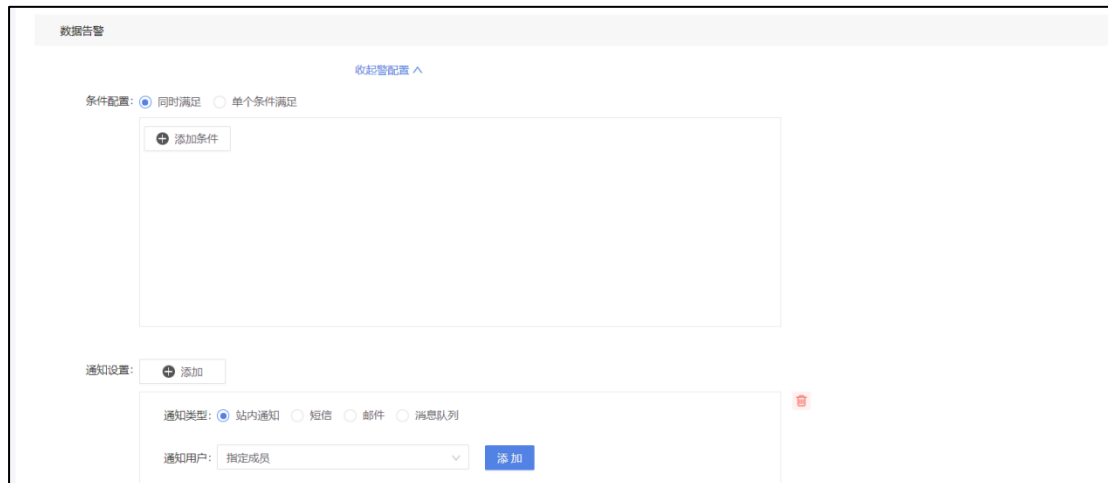 数据告警
收起警配置
条件配置: 同时满足 单个条件满足
添加条件
通知设置: 添加
通知类型: 站内通知 短信 邮件 消息队列
通知用户: 指定成员 添加